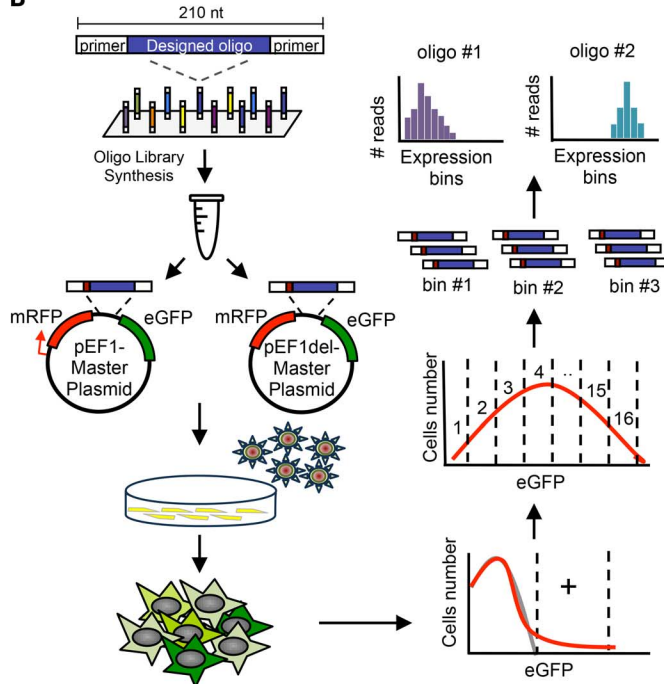 210 nt
primer
Designed oligo
primer
Oligo Library
Synthesis
mRFP
eGFP
pEF1-
Master
Plasmid
mRFP
eGFP
pEF1del-
Master
Plasmid
oligo #1
# reads
Expression
bins
oligo #2
# reads
Expression
bins
bin #1
bin #2
bin #3
Cells number
1
2
3
4
..
15
16
eGFP
Cells number
+
eGFP